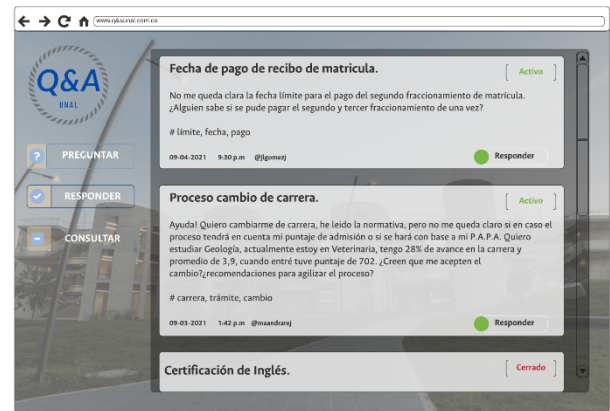 www.q&aunal.com.co
Q&A
UNAL
PREGUNTAR
RESPONDER
CONSULTAR
Fecha de pago de recibo de matricula.
Activo
No me queda clara la fecha límite para el pago del segundo fraccionamiento de matrícula.
¿Alguien sabe si se pude pagar el segundo y tercer fraccionamiento de una vez?
# límite, fecha, pago
09-04-2021 9:30 p.m @jlgomezj
Responder
Proceso cambio de carrera.
Activo
Ayuda! Quiero cambiarme de carrera, he leído la normativa, pero no me queda claro si en caso el
proceso tendrá en cuenta mi puntaje de admisión o si se hará con base a mi P.A.P.A. Quiero
estudiar Geología, actualmente estoy en Veterinaria, tengo 28% de avance en la carrera y
promedio de 3,9, cuando entré tuve puntaje de 702. ¿Creen que me acepten el
cambio?¿recomendaciones para agilizar el proceso?
# carrera, trámite, cambio
09-03-2021 1:42 p.m @maandrarej
Responder
Certificación de Inglés.
Cerrado